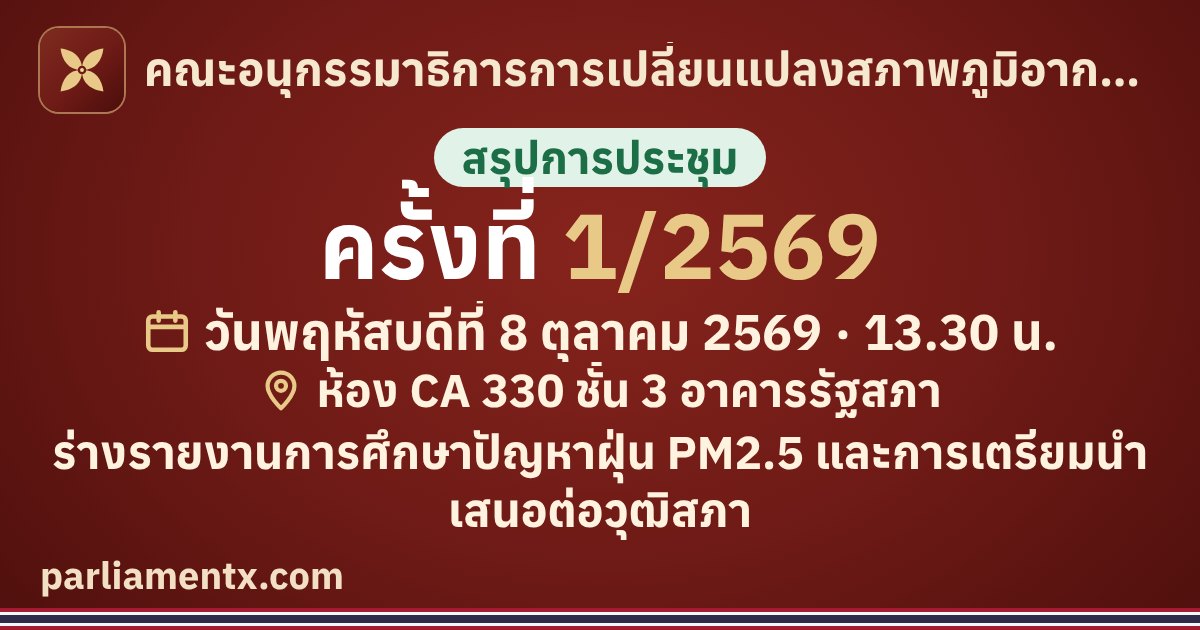 คณะอนุกรรมาธิการการเปลี่ยนแปลงสภาพภูมิอาก...
สรุปการประชุม
ครั้งที่ 1/2569
วันพฤหัสบดีที่ 8 ตุลาคม 2569 · 13.30 น.
ห้อง CA 330 ชั้น 3 อาคารรัฐสภา
ร่างรายงานการศึกษาปัญหาฝุ่น PM2.5 และการเตรียมนำ
เสนอต่อวุฒิสภา
parliamentx.com